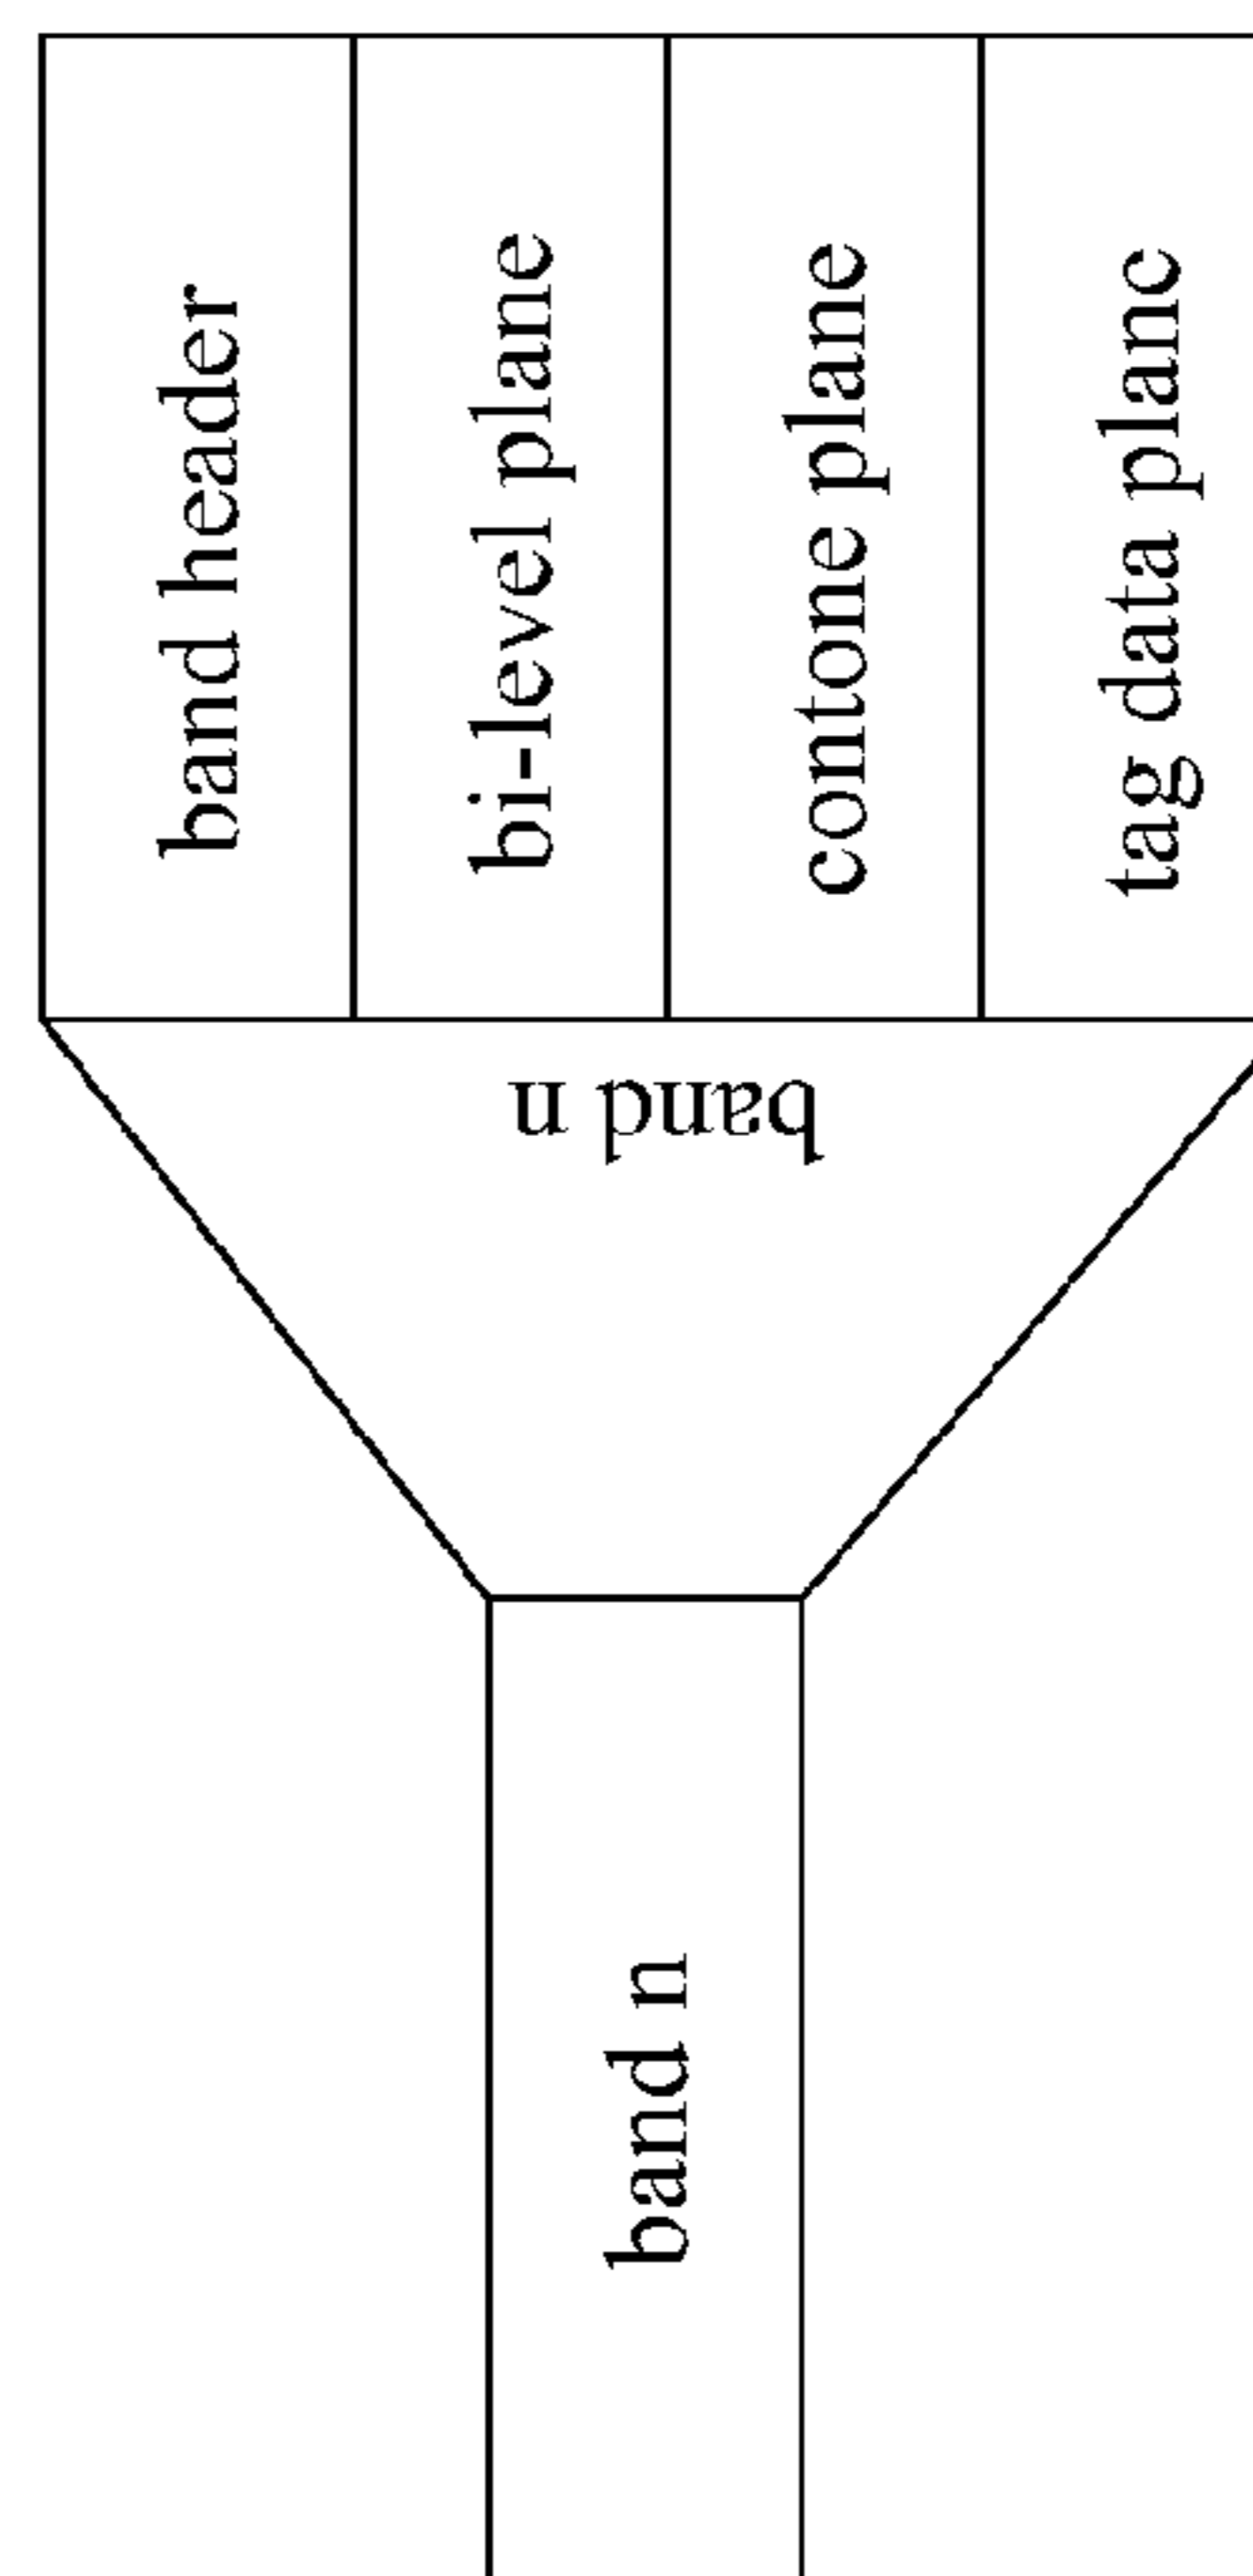 band header
bi-level plane
contone plane
tag data plane
band n
band n